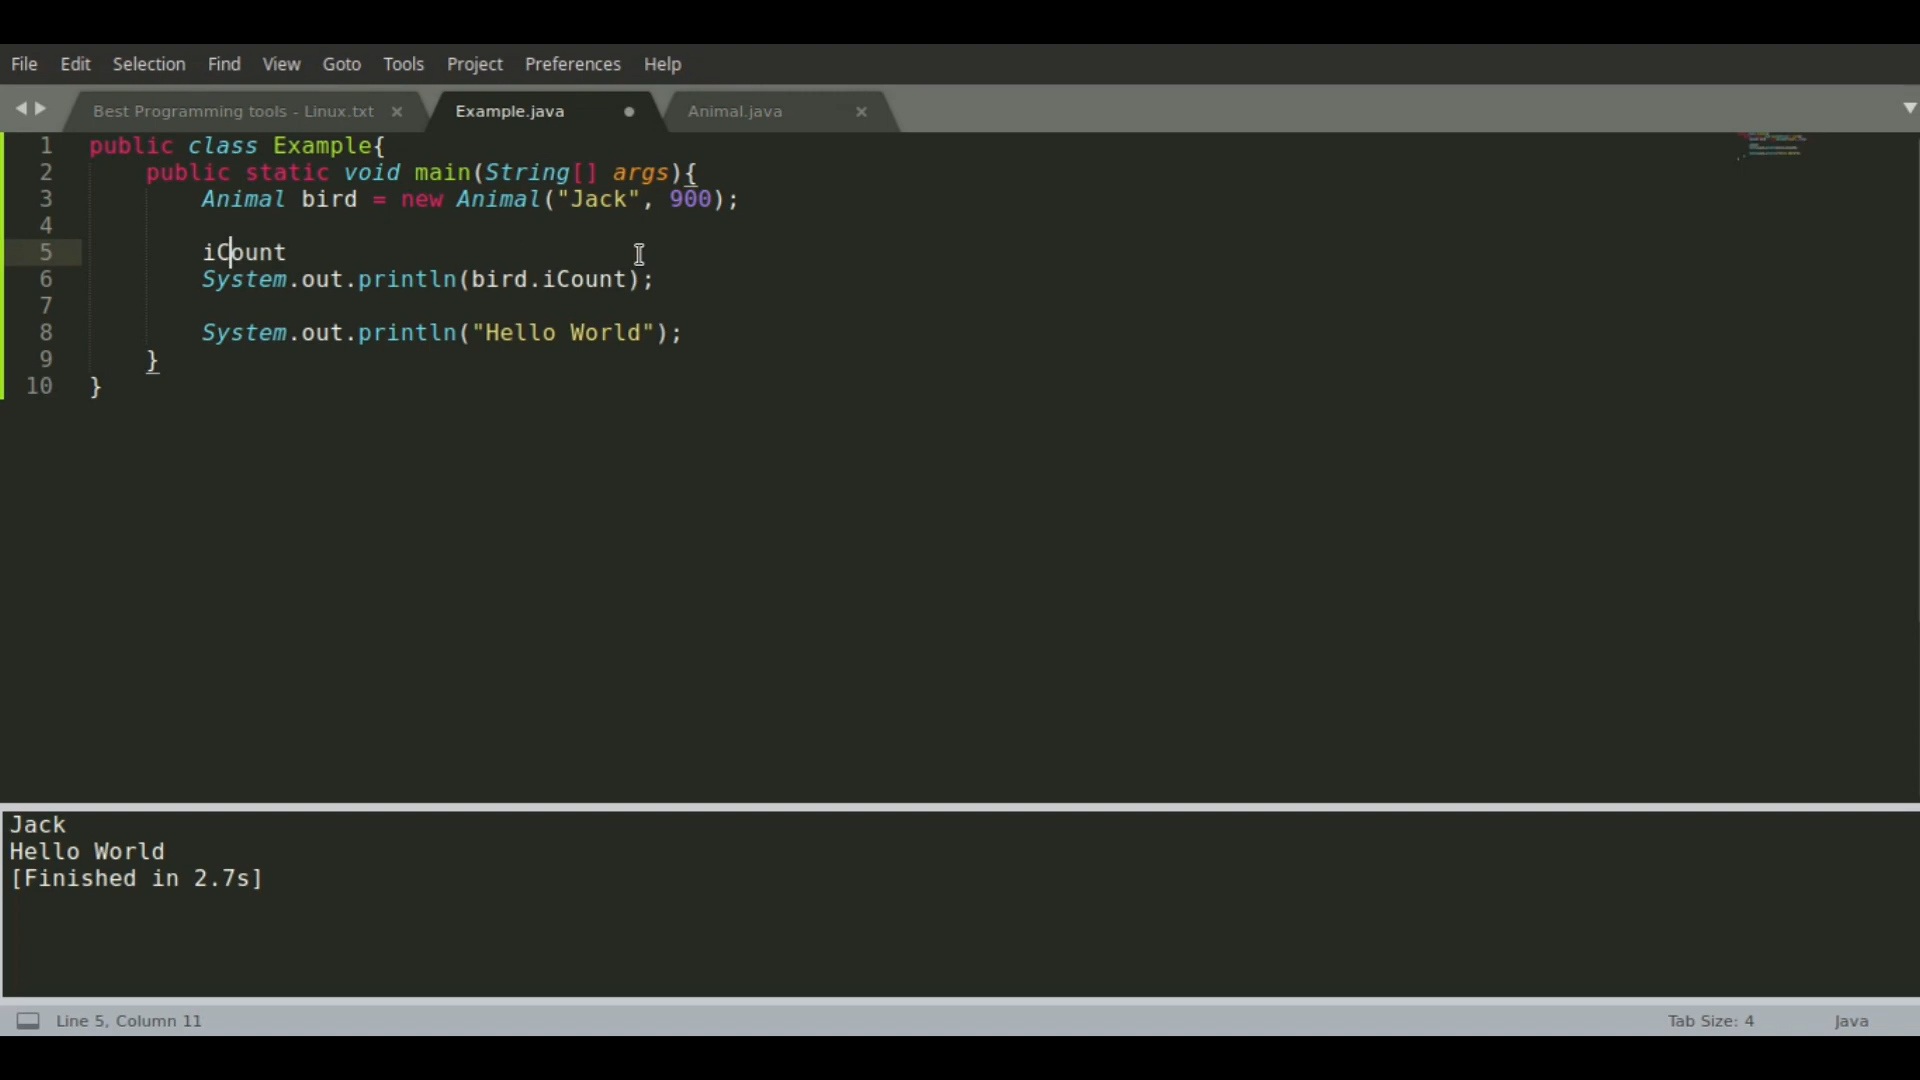 File Edit Selection Find View Goto Tools Project Preferences Help
Best Programming tools - Linux.txt Example.java Animal.java
1 public class Example{
2 public static void main(String[] args){
3 Animal bird = new Animal("Jack", 900);
4
5 iCount
6 System.out.println(bird.iCount);
7
8 System.out.println("Hello World");
9 }
10 }
Jack
Hello World
[Finished in 2.7s]
Line 5, Column 11 Tab Size: 4 Java